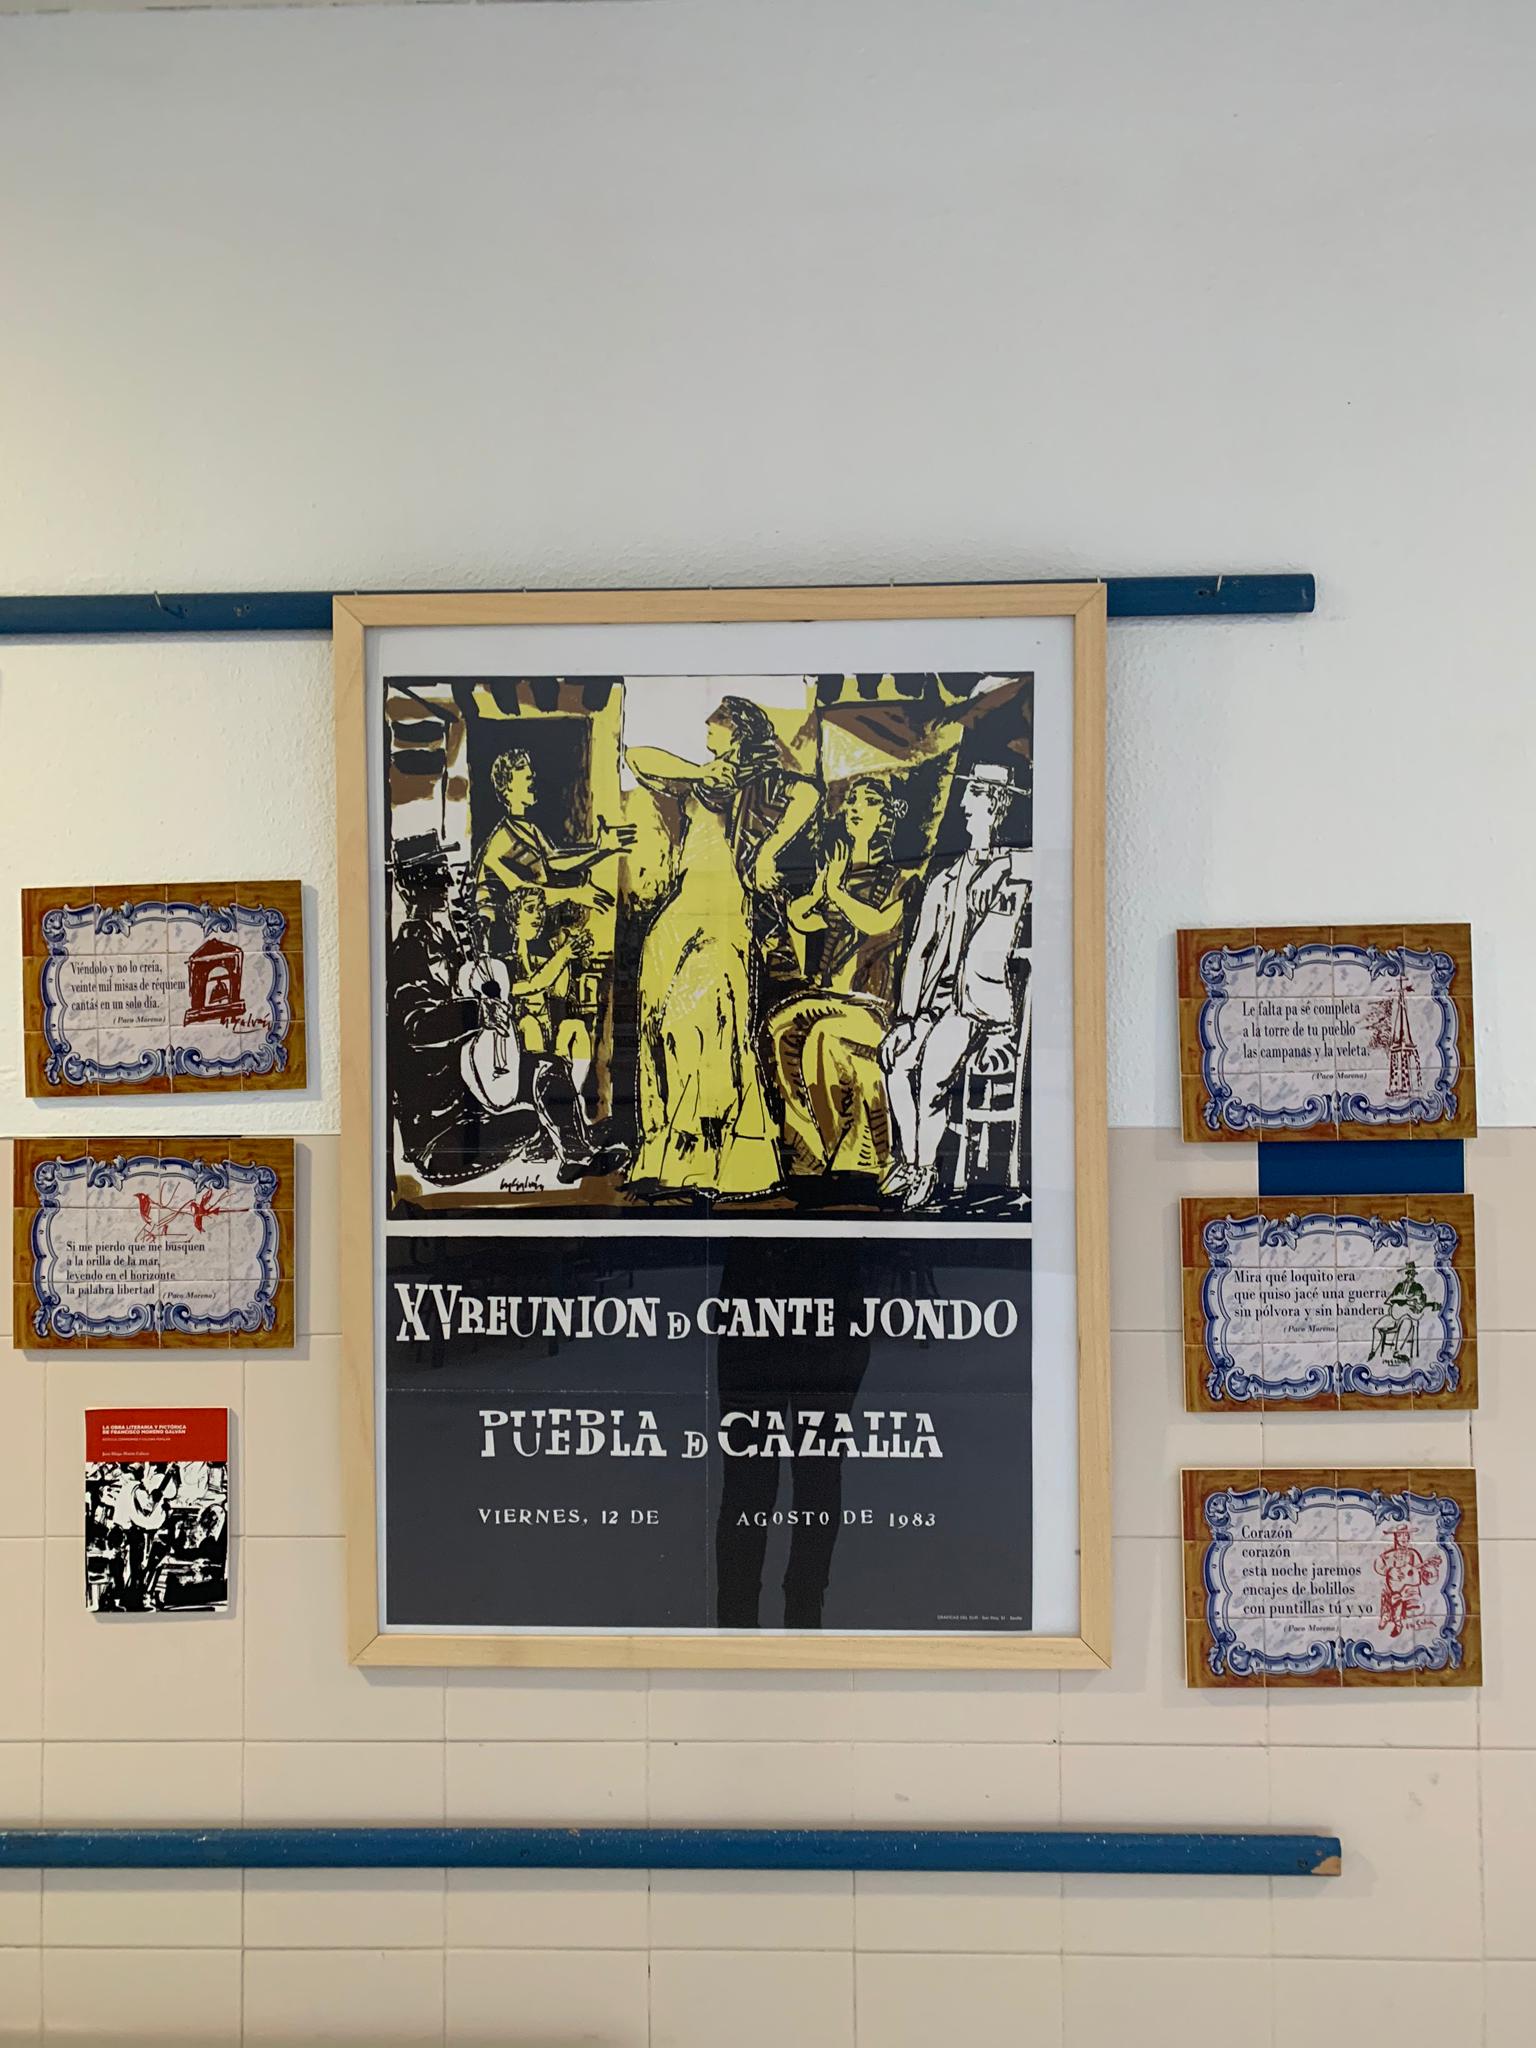 Viéndolo y no lo creía,
veinte mil misas de réquiem
cantás en un solo día.
(Paco Moreno)
Si me pierdo que me busquen
a la orilla de la mar,
leyendo en el horizonte
la palabra libertad
(Paco Moreno)
LA OBRA LITERARIA Y PICTÓRICA
DE FRANCISCO MORENO GALVÁN
XV REUNION DE CANTE JONDO
PUEBLA DE CAZALLA
VIERNES, 12 DE AGOSTO DE 1983
Le falta pa sé completa
a la torre de tu pueblo
las campanas y la veleta.
(Paco Moreno)
Mira qué loquito era
que quiso jacé una guerra
sin pólvora y sin bandera
(Paco Moreno)
Corazón
corazón
esta noche jaremos
encajes de bolillos
con puntillas tú y yo
(Paco Moreno)